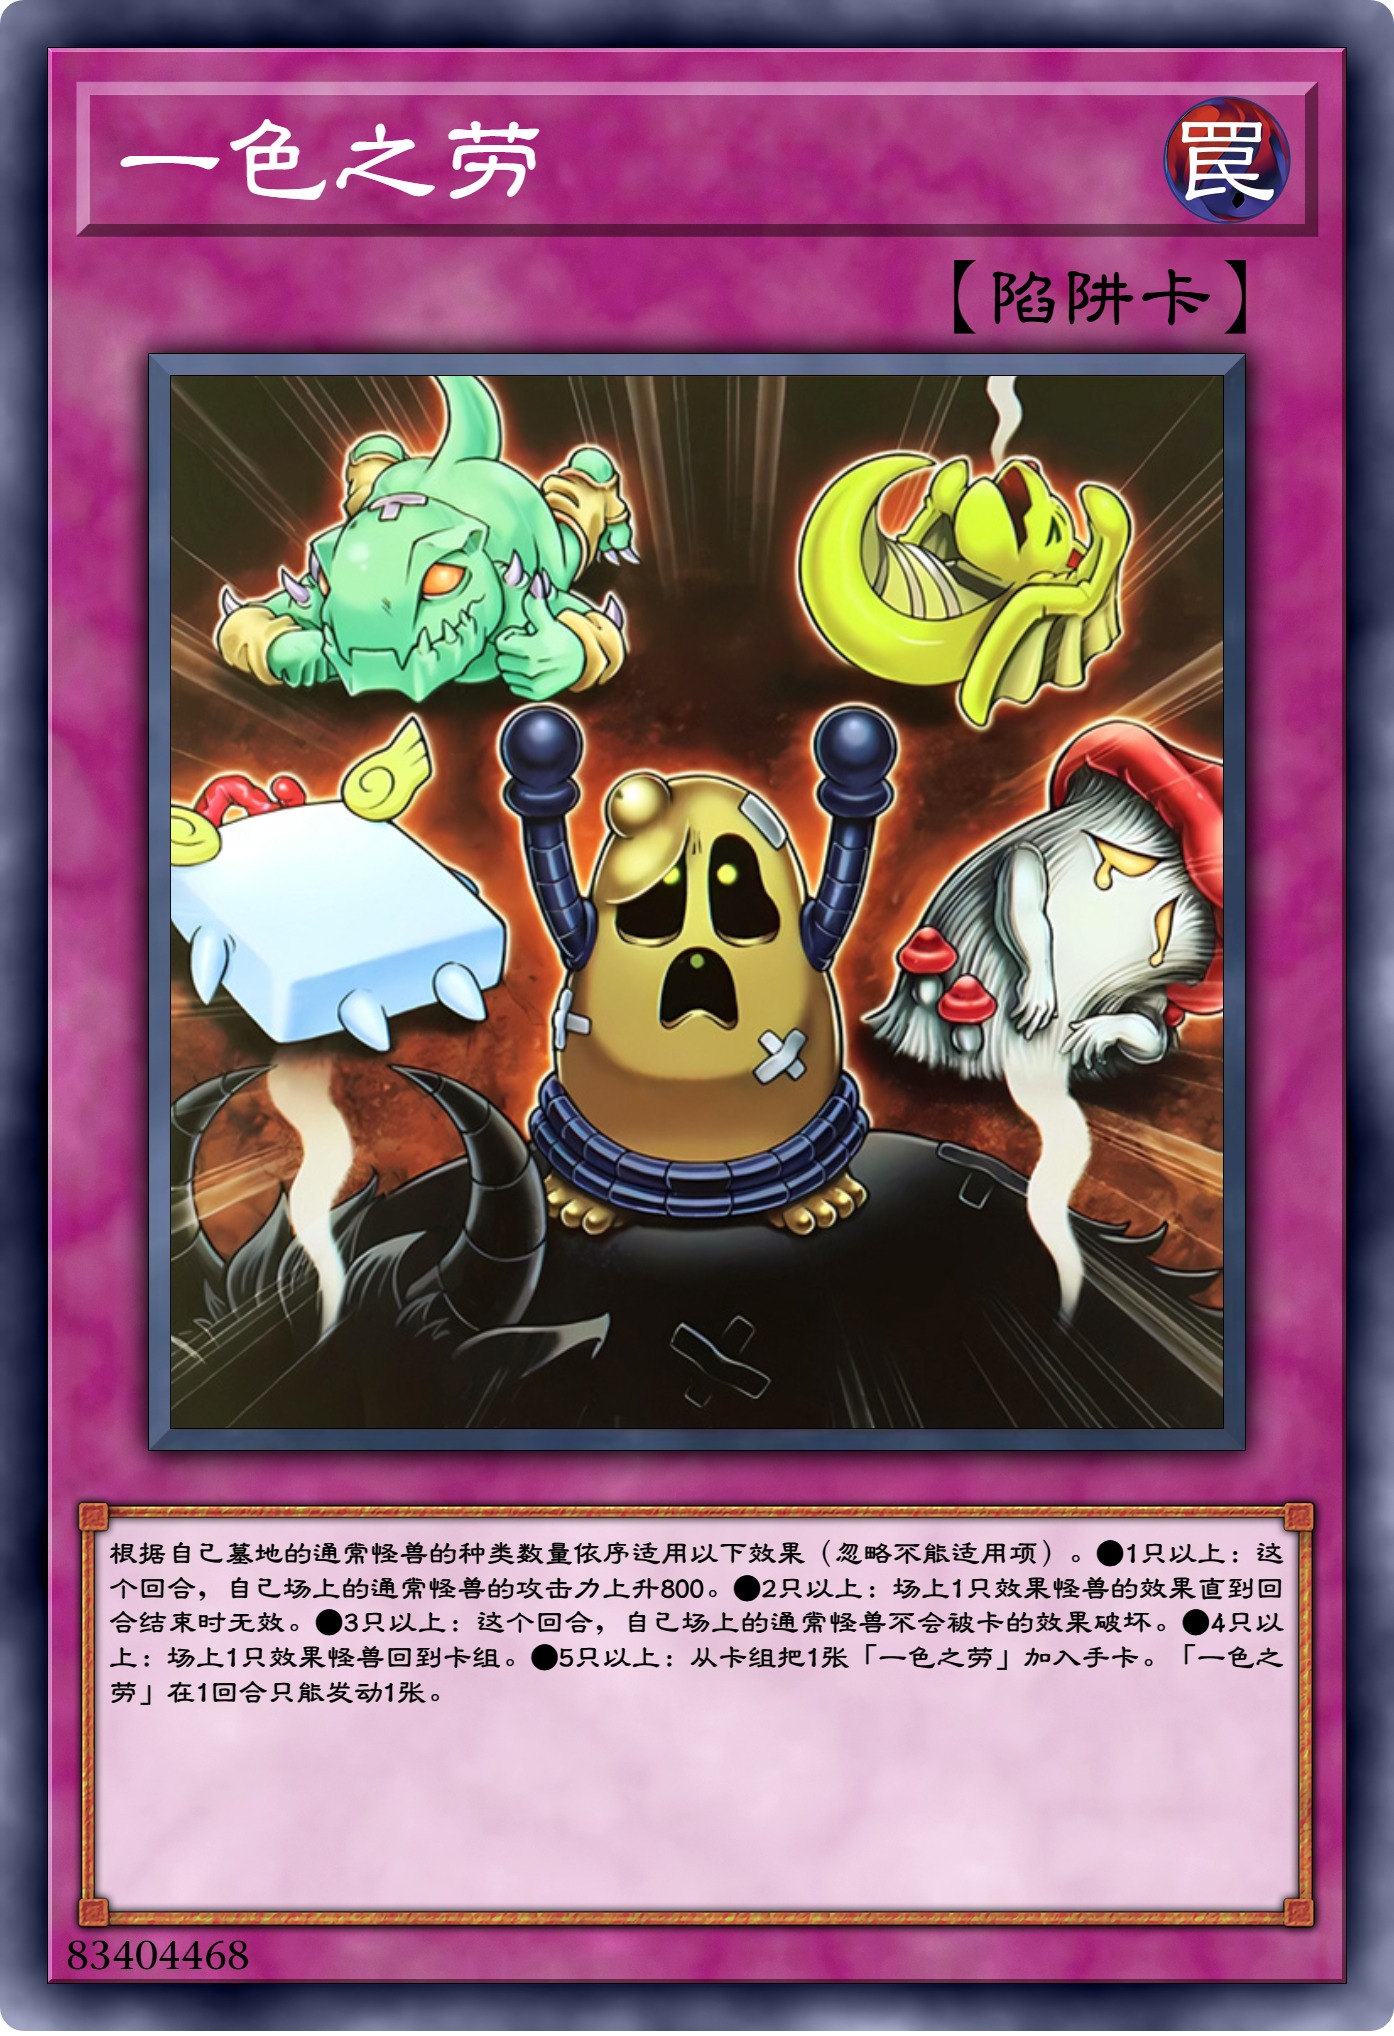 一色之劳
罠
【陷阱卡】
根据自己墓地的通常怪兽的种类数量依序适用以下效果（忽略不能适用项）。●1只以上：这
个回合，自己场上的通常怪兽的攻击力上升800。●2只以上：场上1只效果怪兽的效果直到回
合结束时无效。●3只以上：这个回合，自己场上的通常怪兽不会被卡的效果破坏。●4只以
上：场上1只效果怪兽回到卡组。●5只以上：从卡组把1张「一色之劳」加入手卡。「一色之
劳」在1回合只能发动1张。
83404468